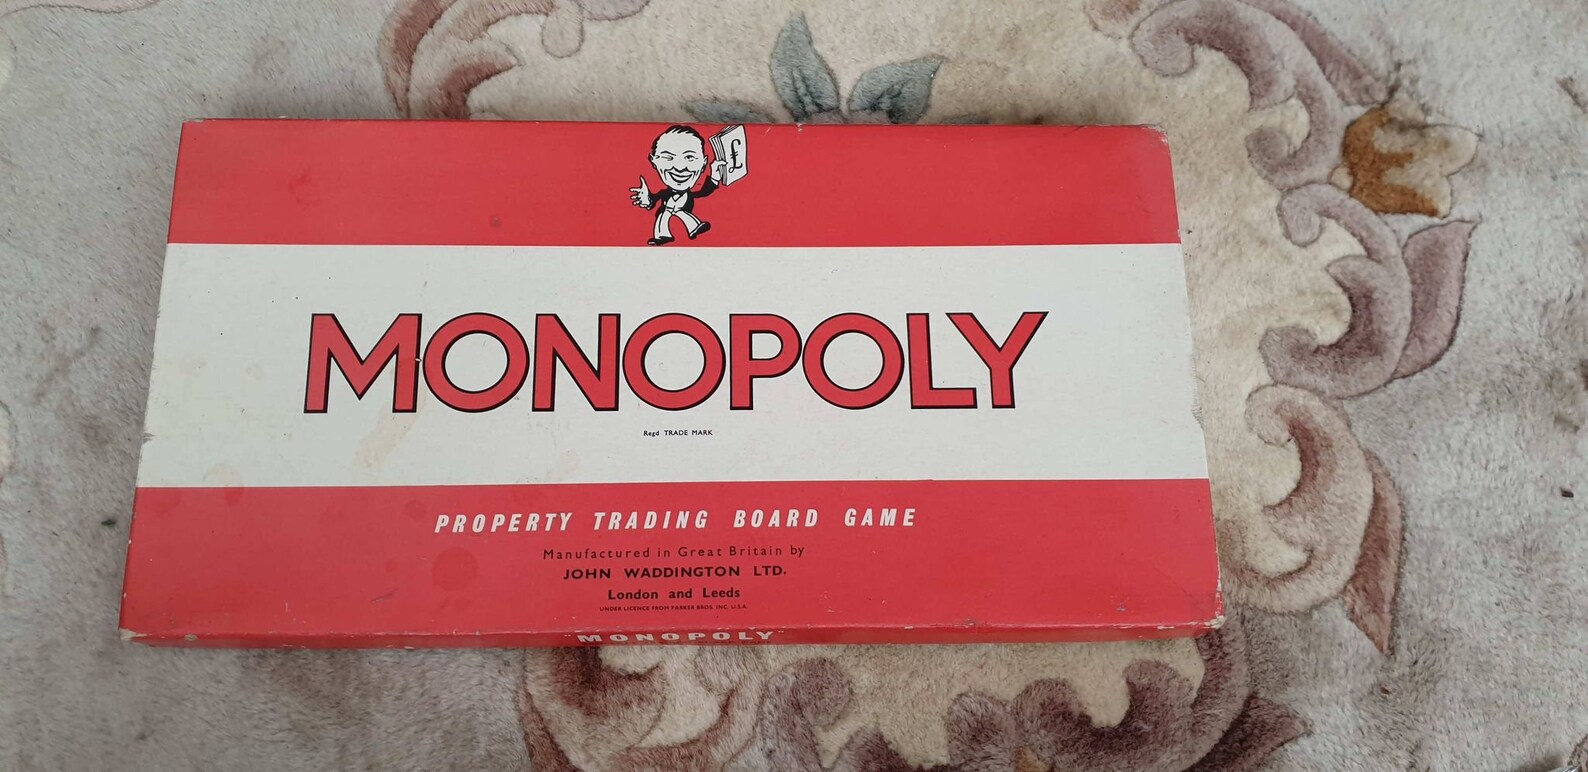 £
MONOPOLY
Regd TRADE MARK
PROPERTY TRADING BOARD GAME
Manufactured in Great Britain by
JOHN WADDINGTON LTD.
London and Leeds
UNDER LICENCE FROM PARKER BROS. INC. U.S.A.
"MONOPOLY"